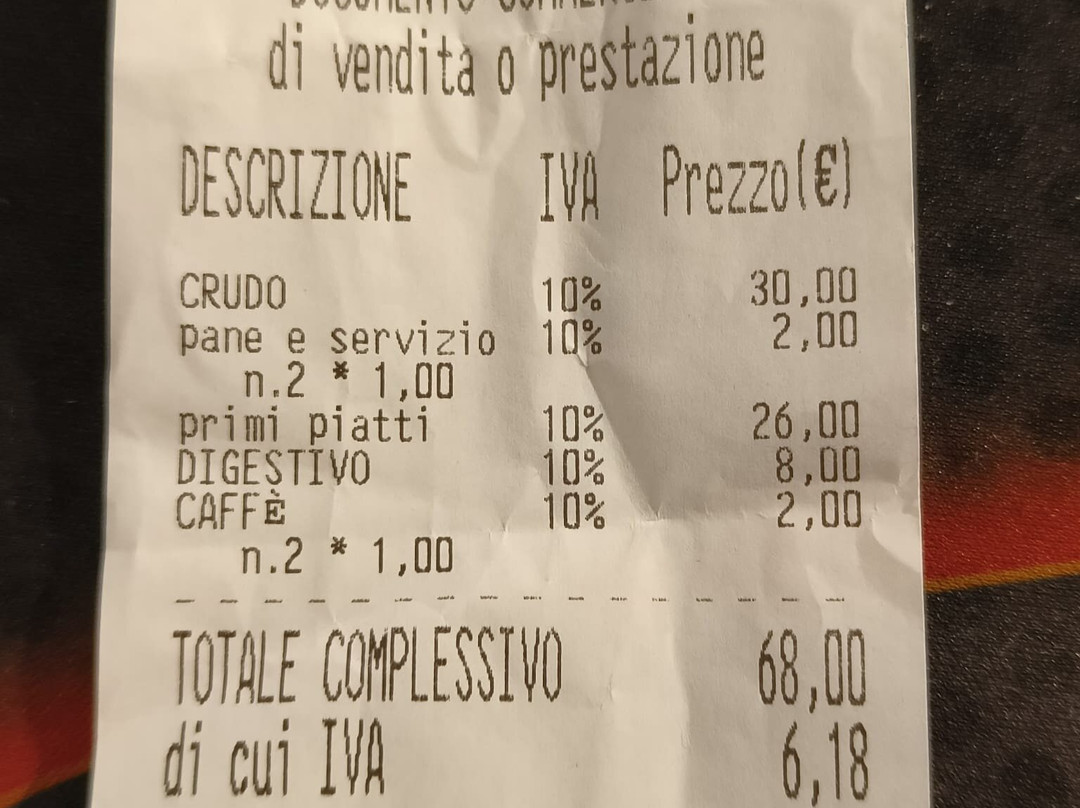 di vendita o prestazione
DESCRIZIONE IVA Prezzo(€)
CRUDO 10% 30,00
pane e servizio 10% 2,00
n.2 * 1,00
primi piatti 10% 26,00
DIGESTIVO 10% 8,00
CAFFÈ 10% 2,00
n.2 * 1,00
TOTALE COMPLESSIVO 68,00
di cui IVA 6,18